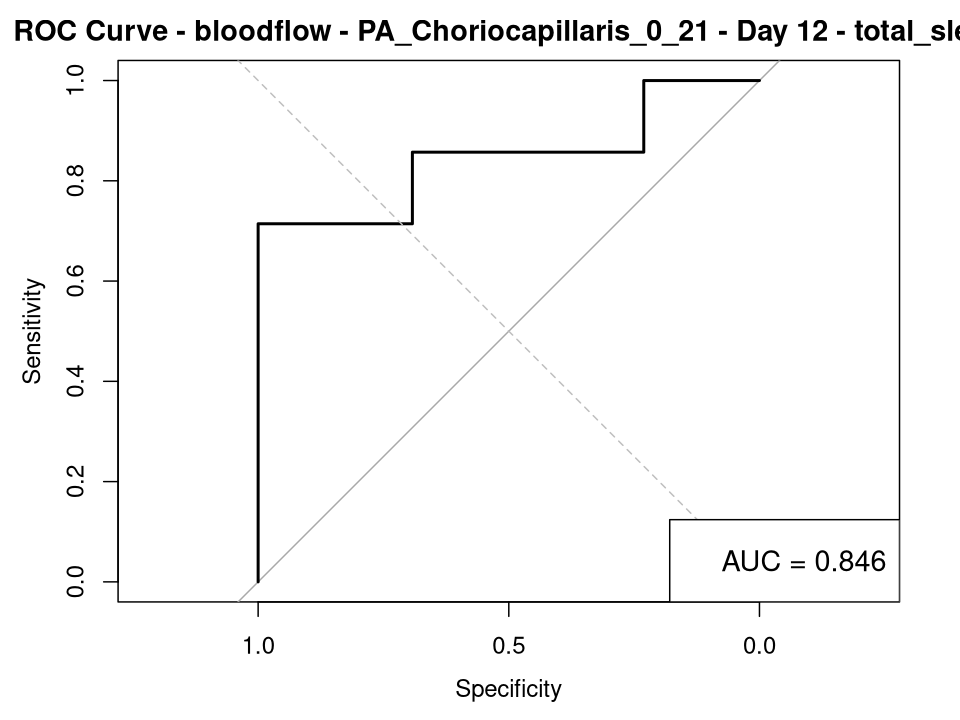 ROC Curve - bloodflow - PA_Choriocapillaris_0_21 - Day 12 - total_sle
1.0
0.8
0.6
0.4
0.2
0.0
Sensitivity
AUC = 0.846
1.0 0.5 0.0
Specificity